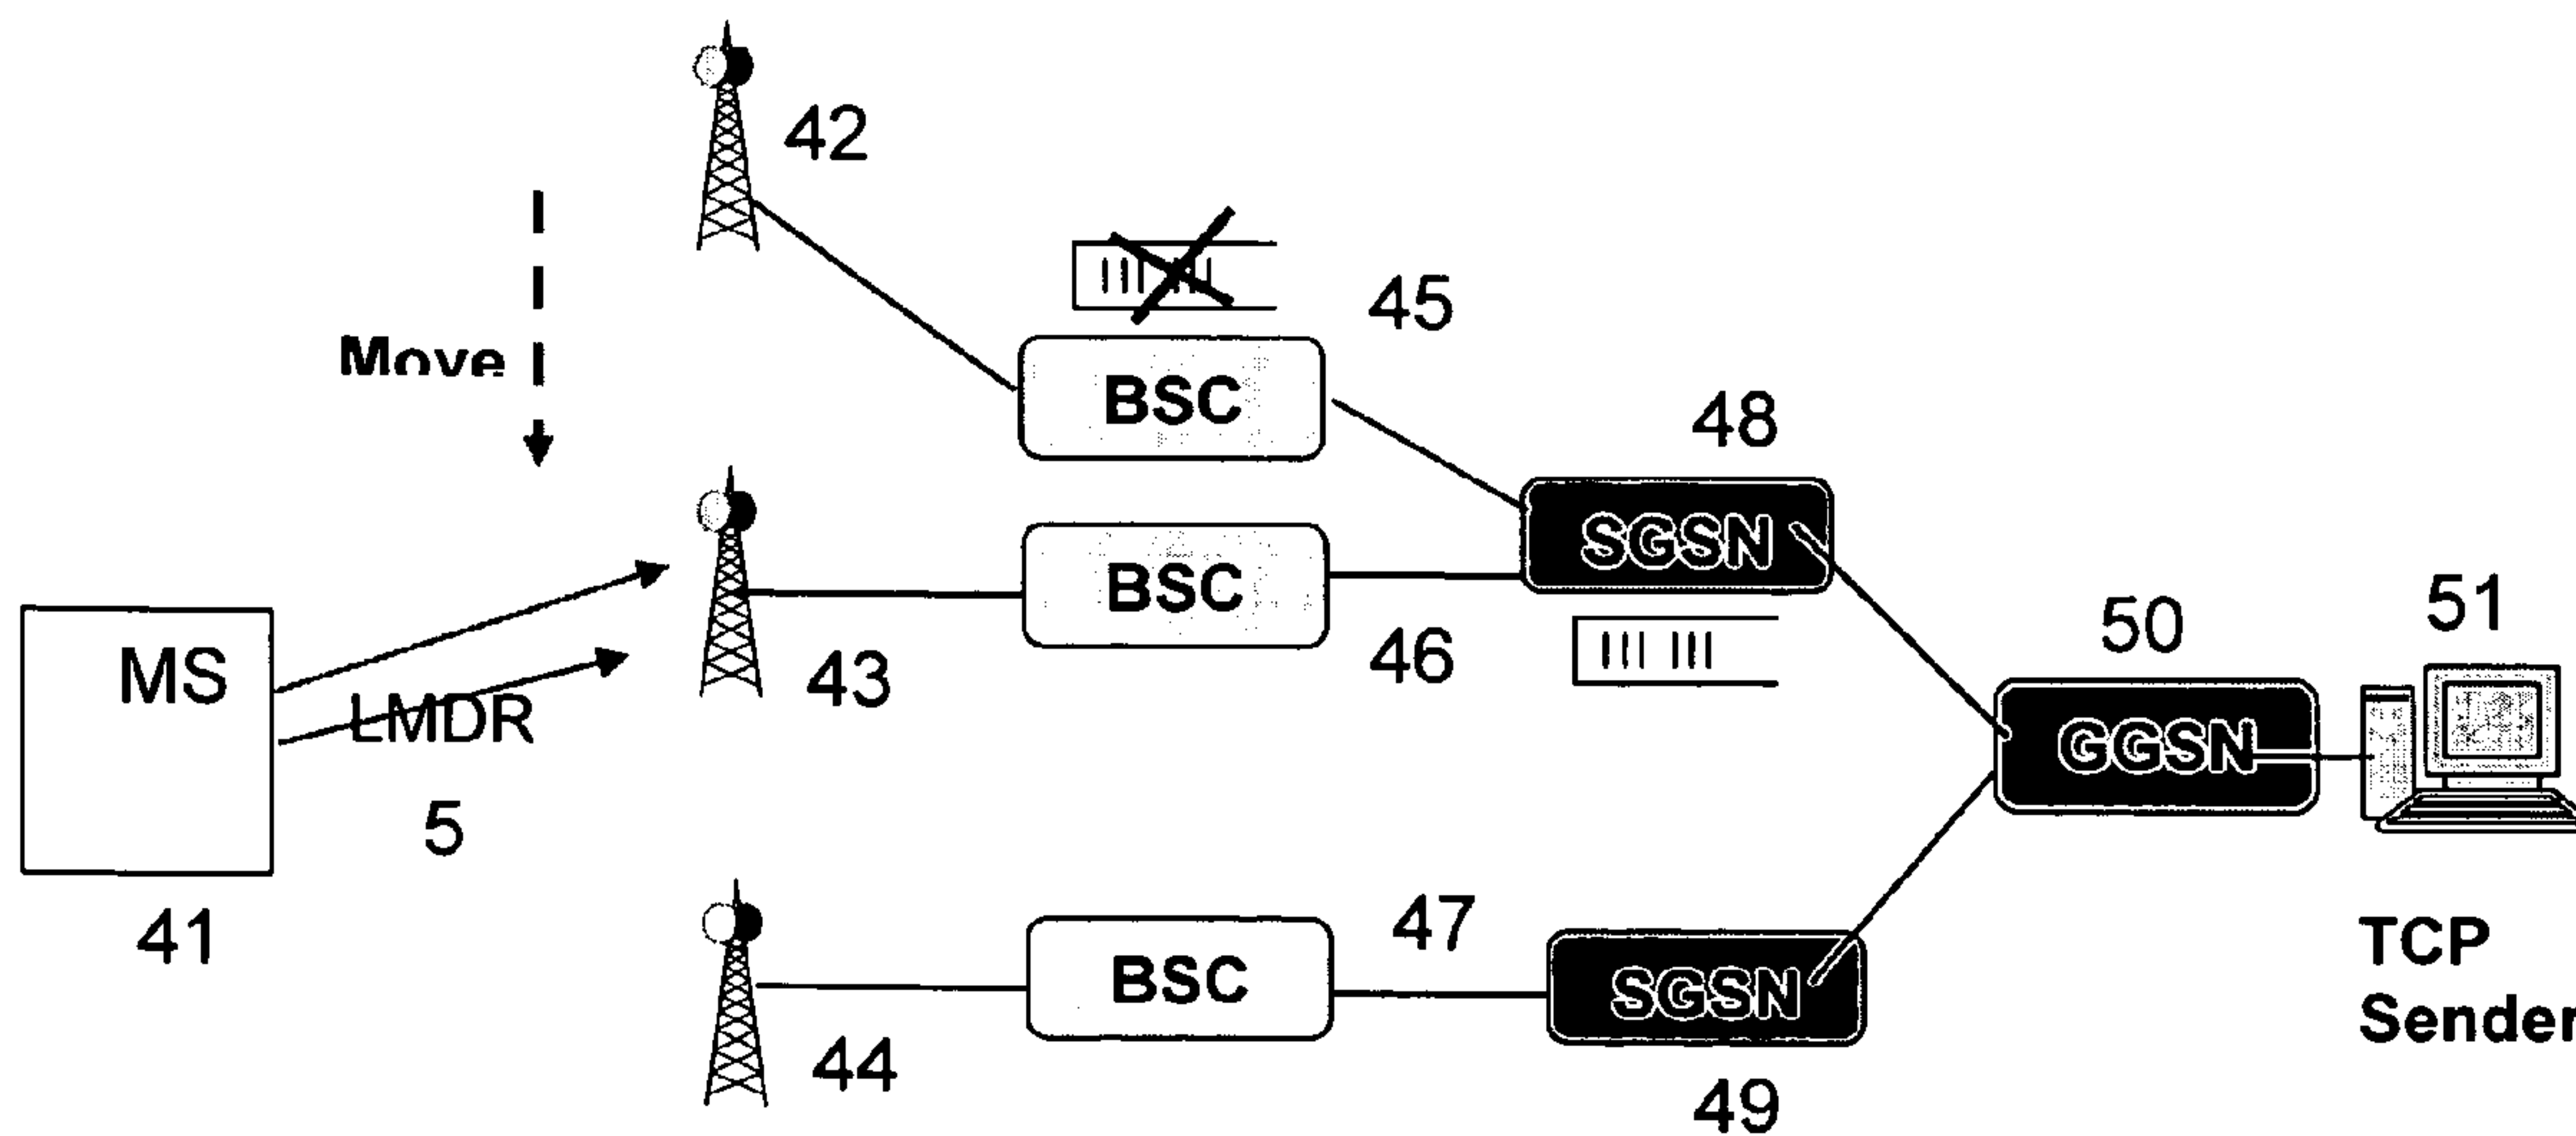 42
45
Move
BSC
48
SGSN
BSC
50
51
MS
43
46
LMDR
GGSN
5
41
47
TCP
Sender
BSC
SGSN
44
49